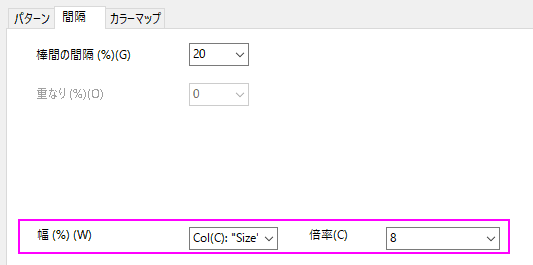 パターン 間隔 カラーマップ
棒間の間隔 (%)(G) 20
重なり (%)(O) 0
幅 (%) (W) Col(C): "Size" 倍率(C) 8